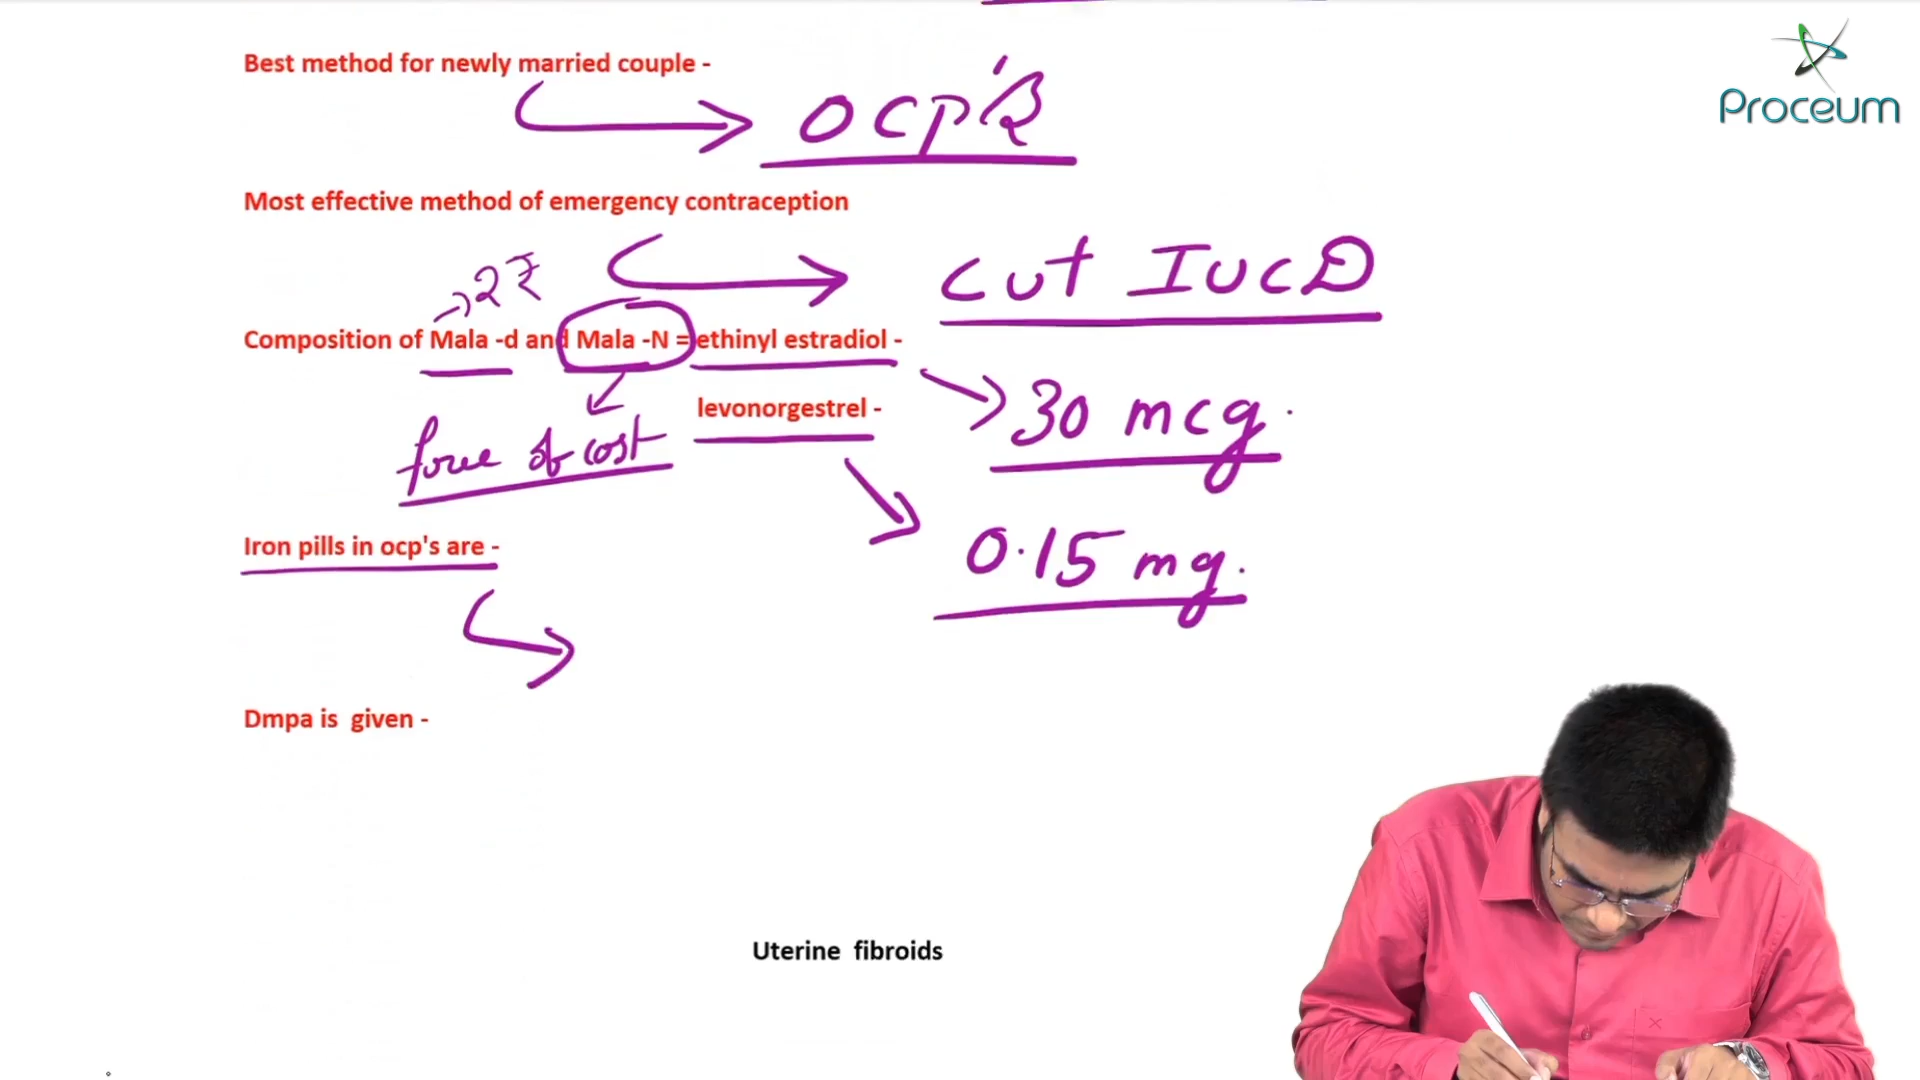 Proceum
Best method for newly married couple -
OCP's
Most effective method of emergency contraception
CuT IUCD
→ 2 ₹
Composition of Mala -d and Mala -N = ethinyl estradiol -
30 mcg.
levonorgestrel -
free of cost
0.15 mg.
Iron pills in ocp's are -
Dmpa is given -
Uterine fibroids